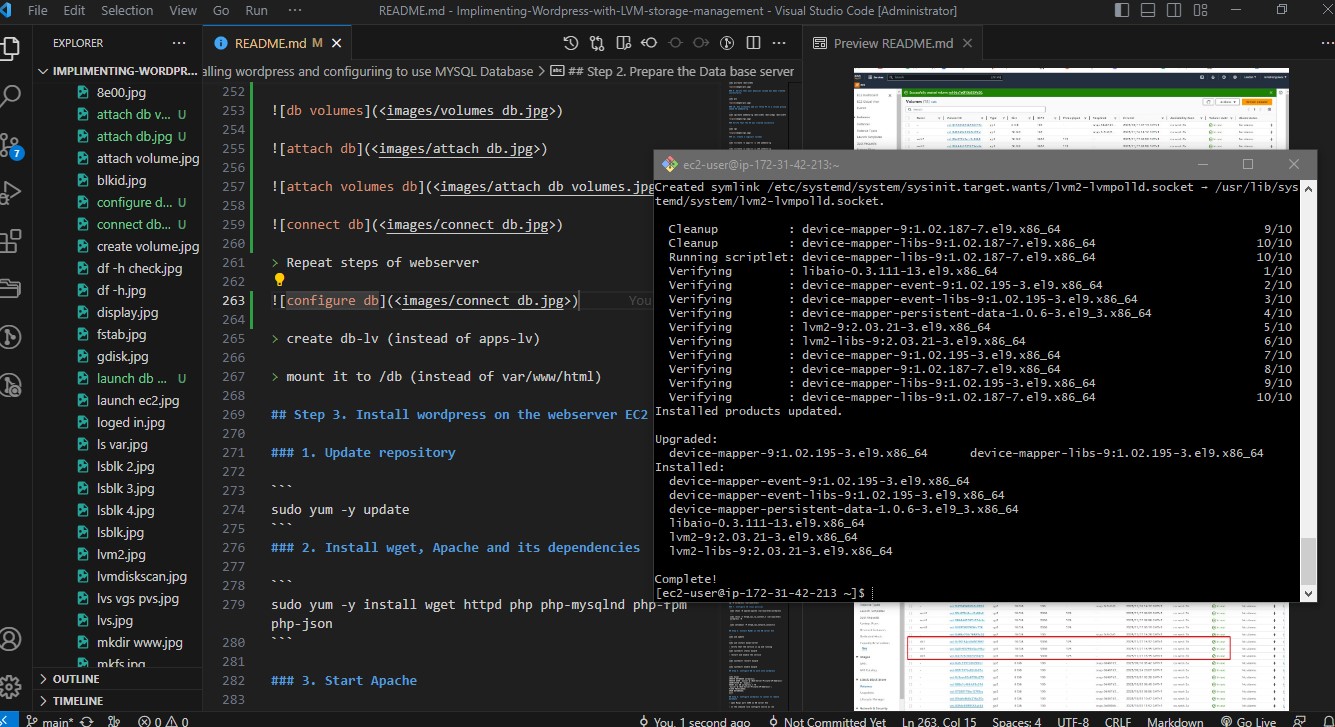 File Edit Selection View Go Run ··· README.md - Implimenting-Wordpress-with-LVM-storage-management - Visual Studio Code [Administrator]
EXPLORER ···
IMPLIMENTING-WORDPR...
8e00.jpg
attach db v... U
attach db.jpg U
attach volume.jpg
blkid.jpg
configure d... U
connect db... U
create volume.jpg
df -h check.jpg
df -h.jpg
display.jpg
fstab.jpg
gdisk.jpg
launch db ... U
launch ec2.jpg
loged in.jpg
ls var.jpg
lsblk 2.jpg
lsblk 3.jpg
lsblk 4.jpg
lsblk.jpg
lvm2.jpg
lvmdiskscan.jpg
lvs vgs pvs.jpg
lvs.jpg
mkdir www.jpg
mkfs.jpg
OUTLINE
TIMELINE
7
README.md M
alling wordpress and configuring to use MYSQL Database > ## Step 2. Prepare the Data base server
252
253 ![db volumes](<images/volumes db.jpg>)
254
255 ![attach db](<images/attach db.jpg>)
256
257 ![attach volumes db](<images/attach db volumes.jpg
258
259 ![connect db](<images/connect db.jpg>)
260
261 > Repeat steps of webserver
262
263 ![configure db](<images/connect db.jpg>) You
264
265 > create db-lv (instead of apps-lv)
266
267 > mount it to /db (instead of var/www/html)
268
269 ## Step 3. Install wordpress on the webserver EC2
270
271 ### 1. Update repository
272
273 ```
274 sudo yum -y update
275 ```
276 ### 2. Install wget, Apache and its dependencies
277
278 ```
279 sudo yum -y install wget httpd php php-mysqlnd php-fpm
php-json
280 ```
281
282 ### 3. Start Apache
283
Preview README.md
Volumes
ec2-user@ip-172-31-42-213:~
Created symlink /etc/systemd/system/sysinit.target.wants/lvm2-lvmpolld.socket → /usr/lib/sys
temd/system/lvm2-lvmpolld.socket.
Cleanup : device-mapper-9:1.02.187-7.el9.x86_64 9/10
Cleanup : device-mapper-libs-9:1.02.187-7.el9.x86_64 10/10
Running scriptlet: device-mapper-libs-9:1.02.187-7.el9.x86_64 10/10
Verifying : libaio-0.3.111-13.el9.x86_64 1/10
Verifying : device-mapper-event-9:1.02.195-3.el9.x86_64 2/10
Verifying : device-mapper-event-libs-9:1.02.195-3.el9.x86_64 3/10
Verifying : device-mapper-persistent-data-1.0.6-3.el9_3.x86_64 4/10
Verifying : lvm2-9:2.03.21-3.el9.x86_64 5/10
Verifying : lvm2-libs-9:2.03.21-3.el9.x86_64 6/10
Verifying : device-mapper-9:1.02.195-3.el9.x86_64 7/10
Verifying : device-mapper-9:1.02.187-7.el9.x86_64 8/10
Verifying : device-mapper-libs-9:1.02.195-3.el9.x86_64 9/10
Verifying : device-mapper-libs-9:1.02.187-7.el9.x86_64 10/10
Installed products updated.
Upgraded:
device-mapper-9:1.02.195-3.el9.x86_64 device-mapper-libs-9:1.02.195-3.el9.x86_64
Installed:
device-mapper-event-9:1.02.195-3.el9.x86_64
device-mapper-event-libs-9:1.02.195-3.el9.x86_64
device-mapper-persistent-data-1.0.6-3.el9_3.x86_64
libaio-0.3.111-13.el9.x86_64
lvm2-9:2.03.21-3.el9.x86_64
lvm2-libs-9:2.03.21-3.el9.x86_64
Complete!
[ec2-user@ip-172-31-42-213 ~]$
main* 0 0 You, 1 second ago Not Committed Yet Ln 263, Col 15 Spaces: 4 UTF-8 CRLF Markdown Go Live